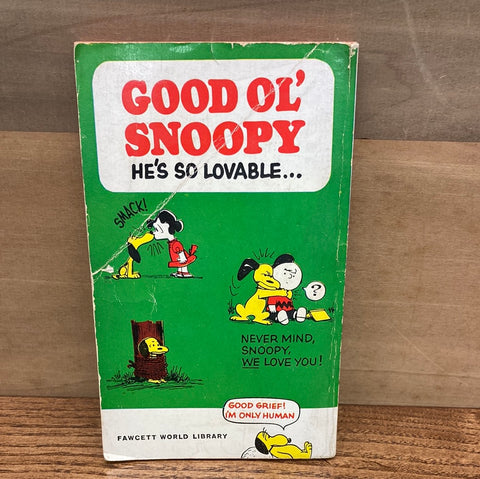 GOOD OL'
SNOOPY
HE'S SO LOVABLE...
SMACK!
?
NEVER MIND,
SNOOPY,
WE LOVE YOU!
GOOD GRIEF!
I'M ONLY HUMAN
FAWCETT WORLD LIBRARY